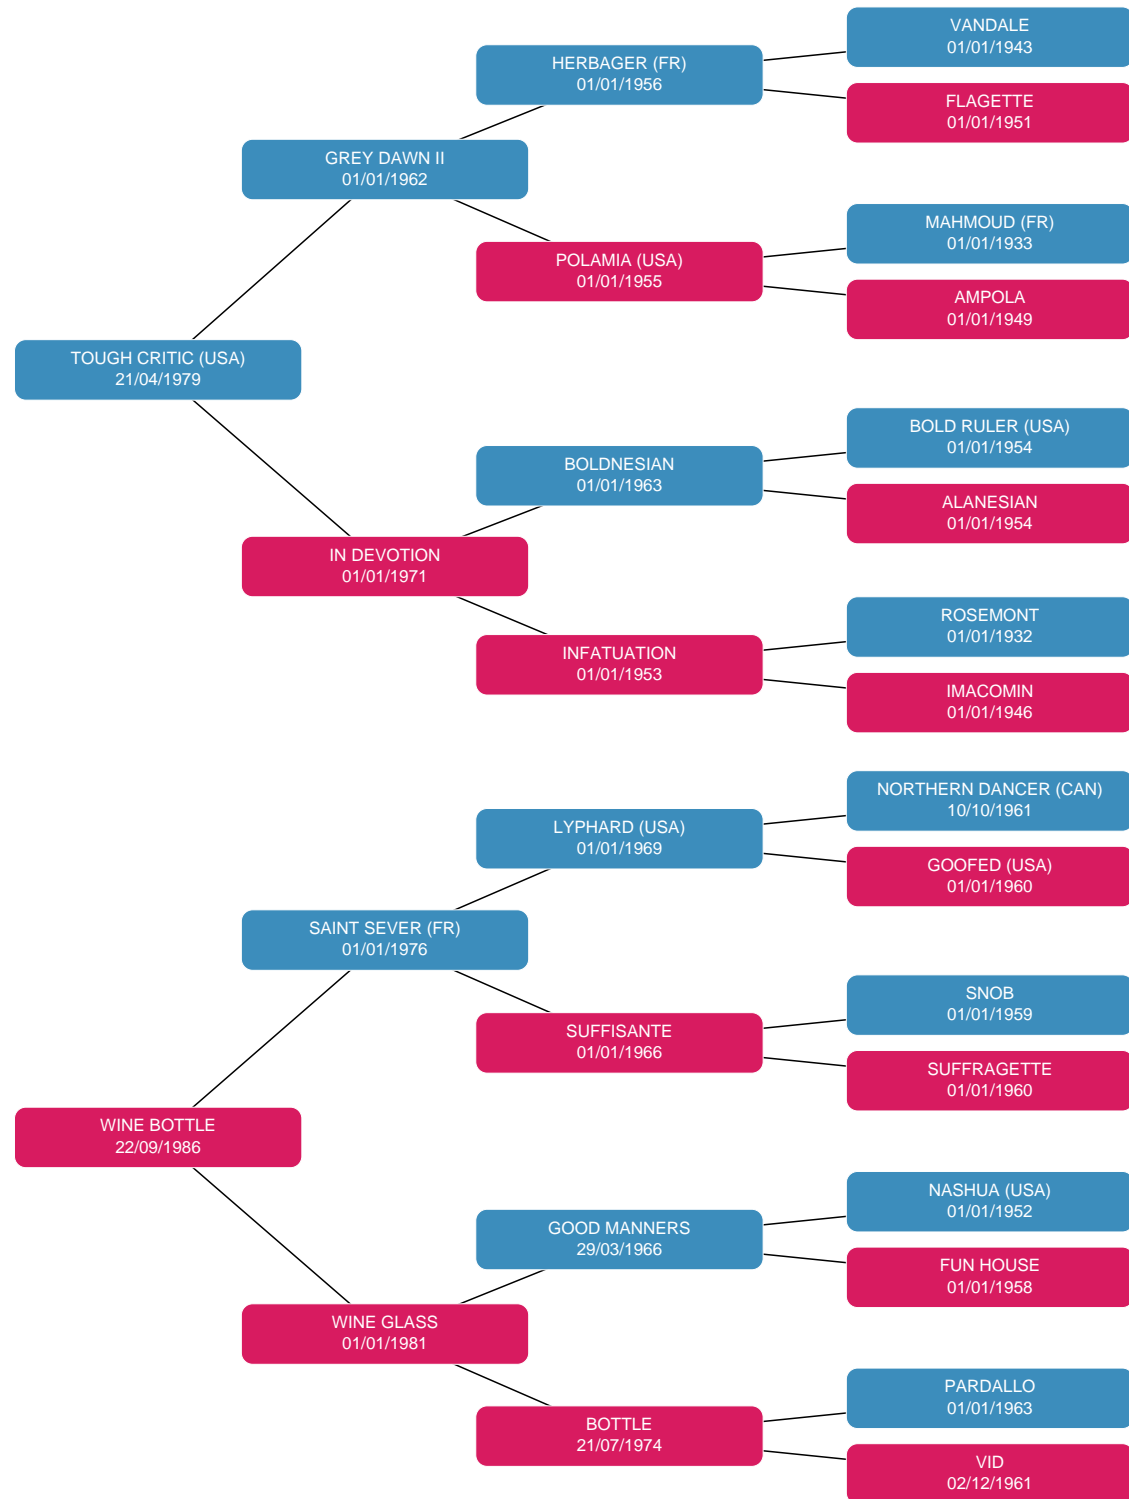 VANDALE
01/01/1943
HERBAGER (FR)
01/01/1956
FLAGETTE
01/01/1951
GREY DAWN II
01/01/1962
MAHMOUD (FR)
01/01/1933
POLAMIA (USA)
01/01/1955
AMPOLA
01/01/1949
TOUGH CRITIC (USA)
21/04/1979
BOLD RULER (USA)
01/01/1954
BOLDNESIAN
01/01/1963
ALANESIAN
01/01/1954
IN DEVOTION
01/01/1971
ROSEMONT
01/01/1932
INFATUATION
01/01/1953
IMACOMIN
01/01/1946
NORTHERN DANCER (CAN)
10/10/1961
LYPHARD (USA)
01/01/1969
GOOFED (USA)
01/01/1960
SAINT SEVER (FR)
01/01/1976
SNOB
01/01/1959
SUFFISANTE
01/01/1966
SUFFRAGETTE
01/01/1960
WINE BOTTLE
22/09/1986
NASHUA (USA)
01/01/1952
GOOD MANNERS
29/03/1966
FUN HOUSE
01/01/1958
WINE GLASS
01/01/1981
PARDALLO
01/01/1963
BOTTLE
21/07/1974
VID
02/12/1961